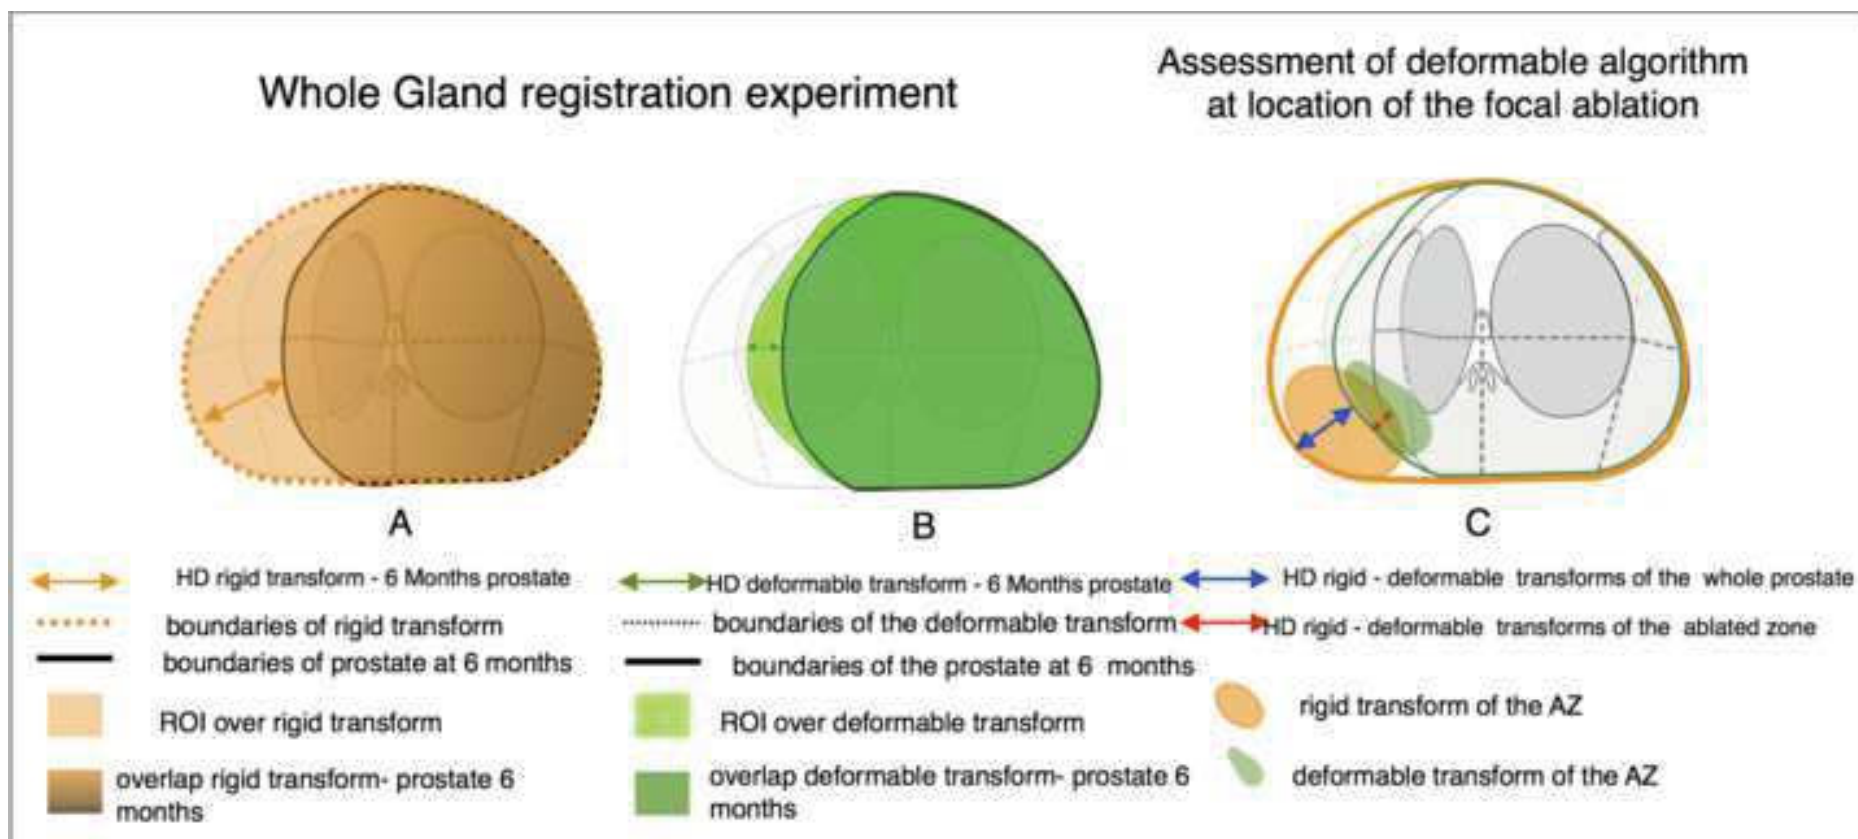 Whole Gland registration experiment
Assessment of deformable algorithm
at location of the focal ablation
A
B
C
HD rigid transform - 6 Months prostate
boundaries of rigid transform
boundaries of prostate at 6 months
ROI over rigid transform
overlap rigid transform- prostate 6
months
HD deformable transform - 6 Months prostate
boundaries of the deformable transform
boundaries of the prostate at 6 months
ROI over deformable transform
overlap deformable transform- prostate 6
months
HD rigid - deformable transforms of the whole prostate
HD rigid - deformable transforms of the ablated zone
rigid transform of the AZ
deformable transform of the AZ